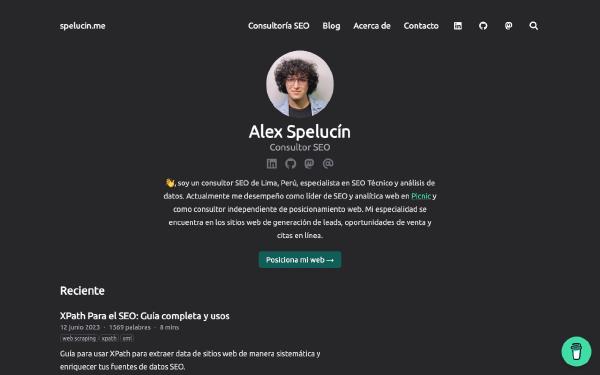 spelucin.me
Consultoría SEO Blog Acerca de Contacto
Alex Spelucín
Consultor SEO
👋, soy un consultor SEO de Lima, Perú, especialista en SEO Técnico y análisis de
datos. Actualmente me desempeño como líder de SEO y analítica web en Picnic y
como consultor independiente de posicionamiento web. Mi especialidad se
encuentra en los sitios web de generación de leads, oportunidades de venta y
citas en línea.
Posiciona mi web →
Reciente
XPath Para el SEO: Guía completa y usos
12 junio 2023 · 1569 palabras · 8 mins
web scraping xpath xml
Guía para usar XPath para extraer data de sitios web de manera sistemática y
enriquecer tus fuentes de datos SEO.